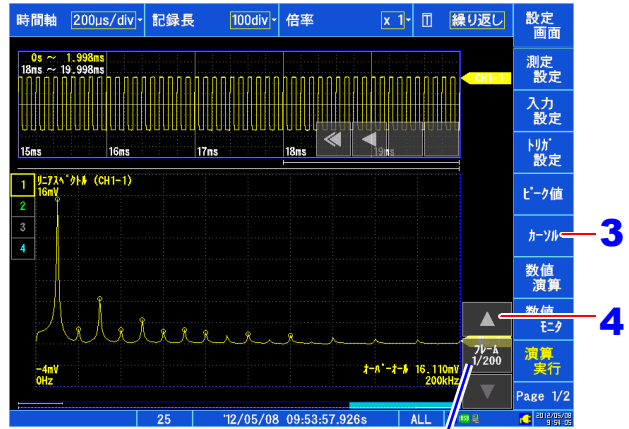 時間軸 200µs/div 記録長 100div 倍率 x 1 T 繰り返し 設定
画面
0s ～ 1.998ms
18ms ～ 19.998ms
CH1-1
測定
設定
入力
設定
15ms 16ms 17ms 18ms 19ms
トリガ
設定
1 リニアスペクトル (CH1-1)
16mV
2
3
4
ピーク値
カーソル 3
数値
演算
数値
モニタ
4
フレーム
1/200
演算
実行
-4mV オーバーオール 16.110mV
0Hz 200kHz
Page 1/2
25 '12/05/08 09:53:57.926s ALL 2012/05/08
9:54:05